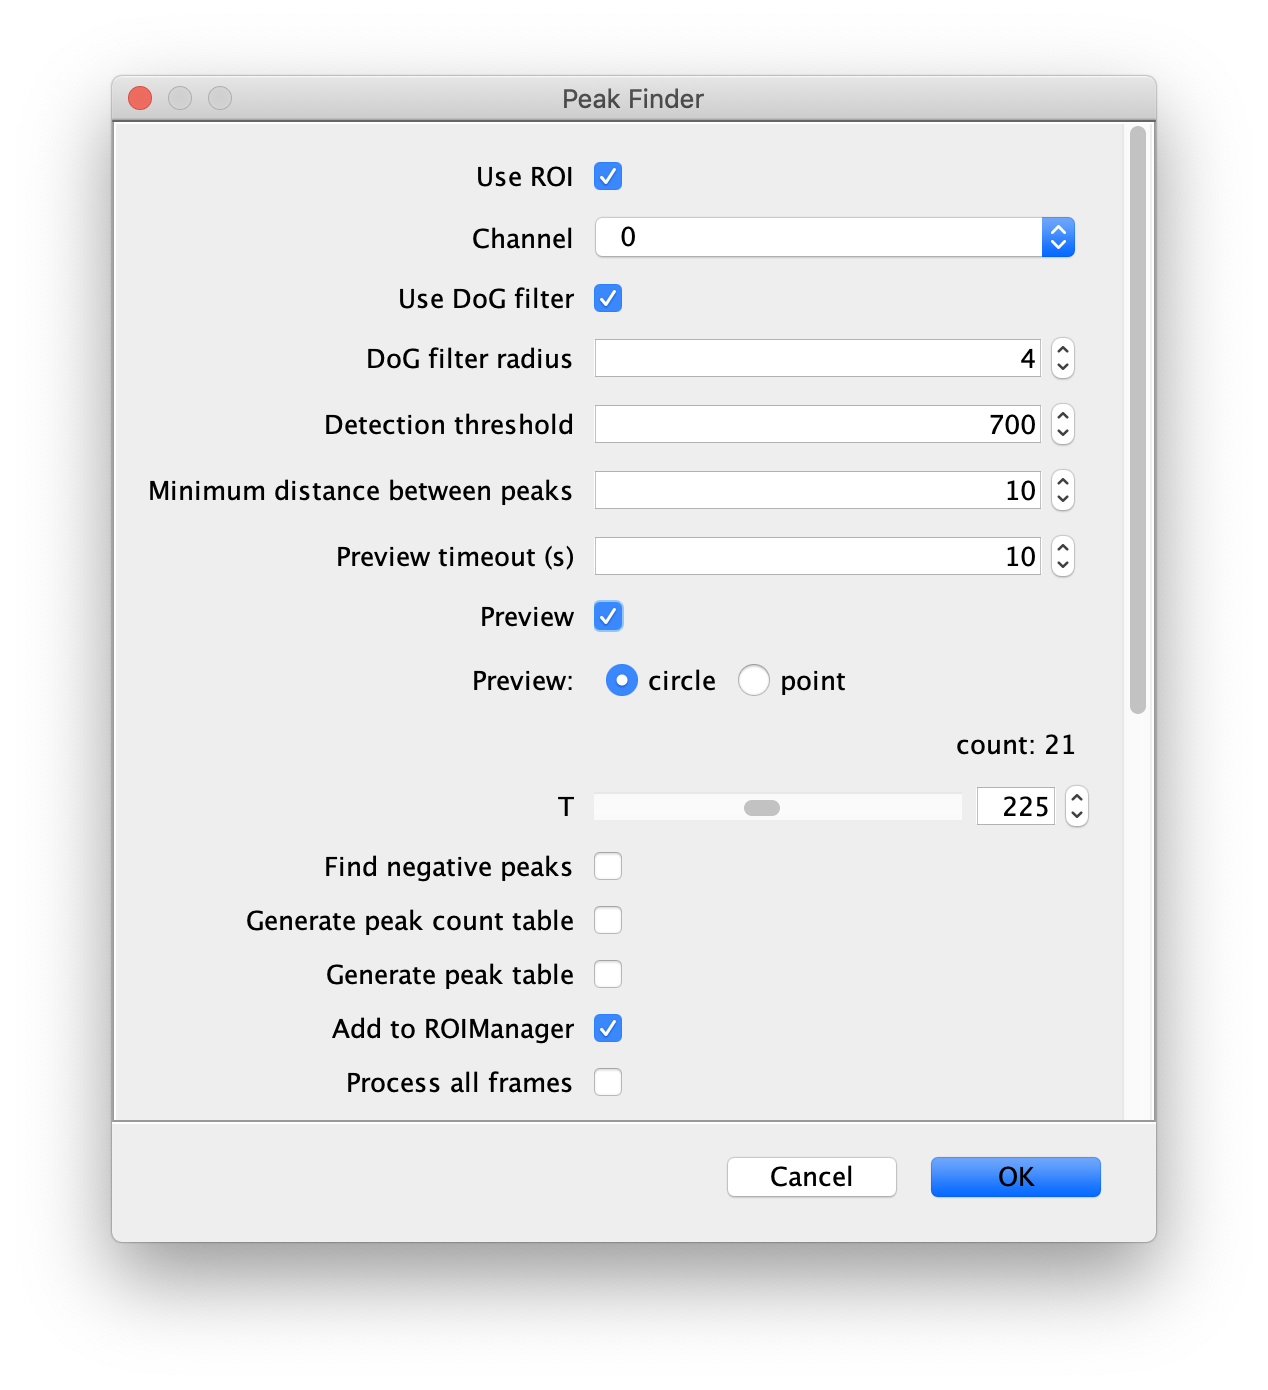 Peak Finder
Use ROI
Channel 0
Use DoG filter
DoG filter radius 4
Detection threshold 700
Minimum distance between peaks 10
Preview timeout (s) 10
Preview
Preview: circle point
count: 21
T 225
Find negative peaks
Generate peak count table
Generate peak table
Add to ROIManager
Process all frames
Cancel OK